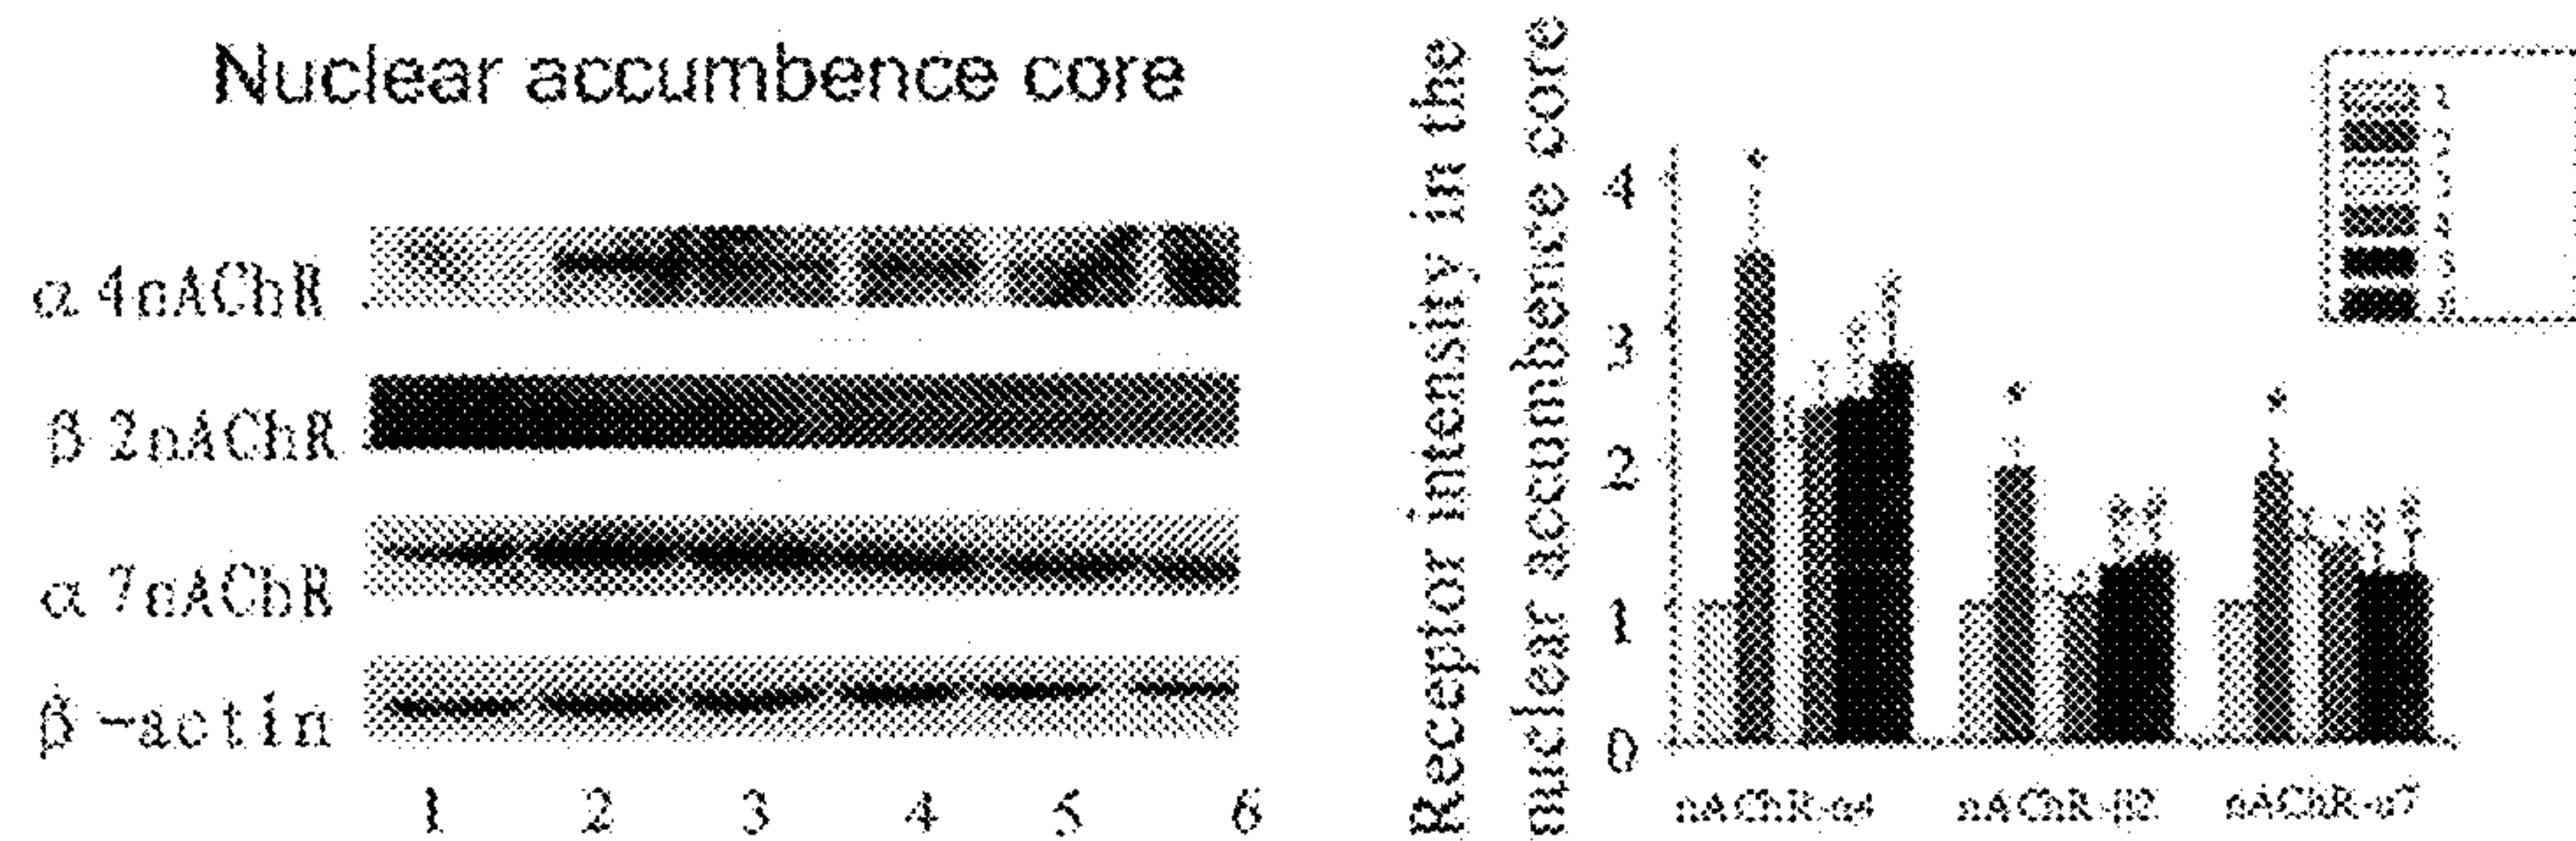 Nuclear accumbence core
α 4nAChR
β 2nAChR
α 7nAChR
β -actin
1 2 3 4 5 6
Receptor intensity in the
nuclear accumbence core
4
3
2
1
0
nAChR-α4 nAChR-β2 nAChR-α7
1